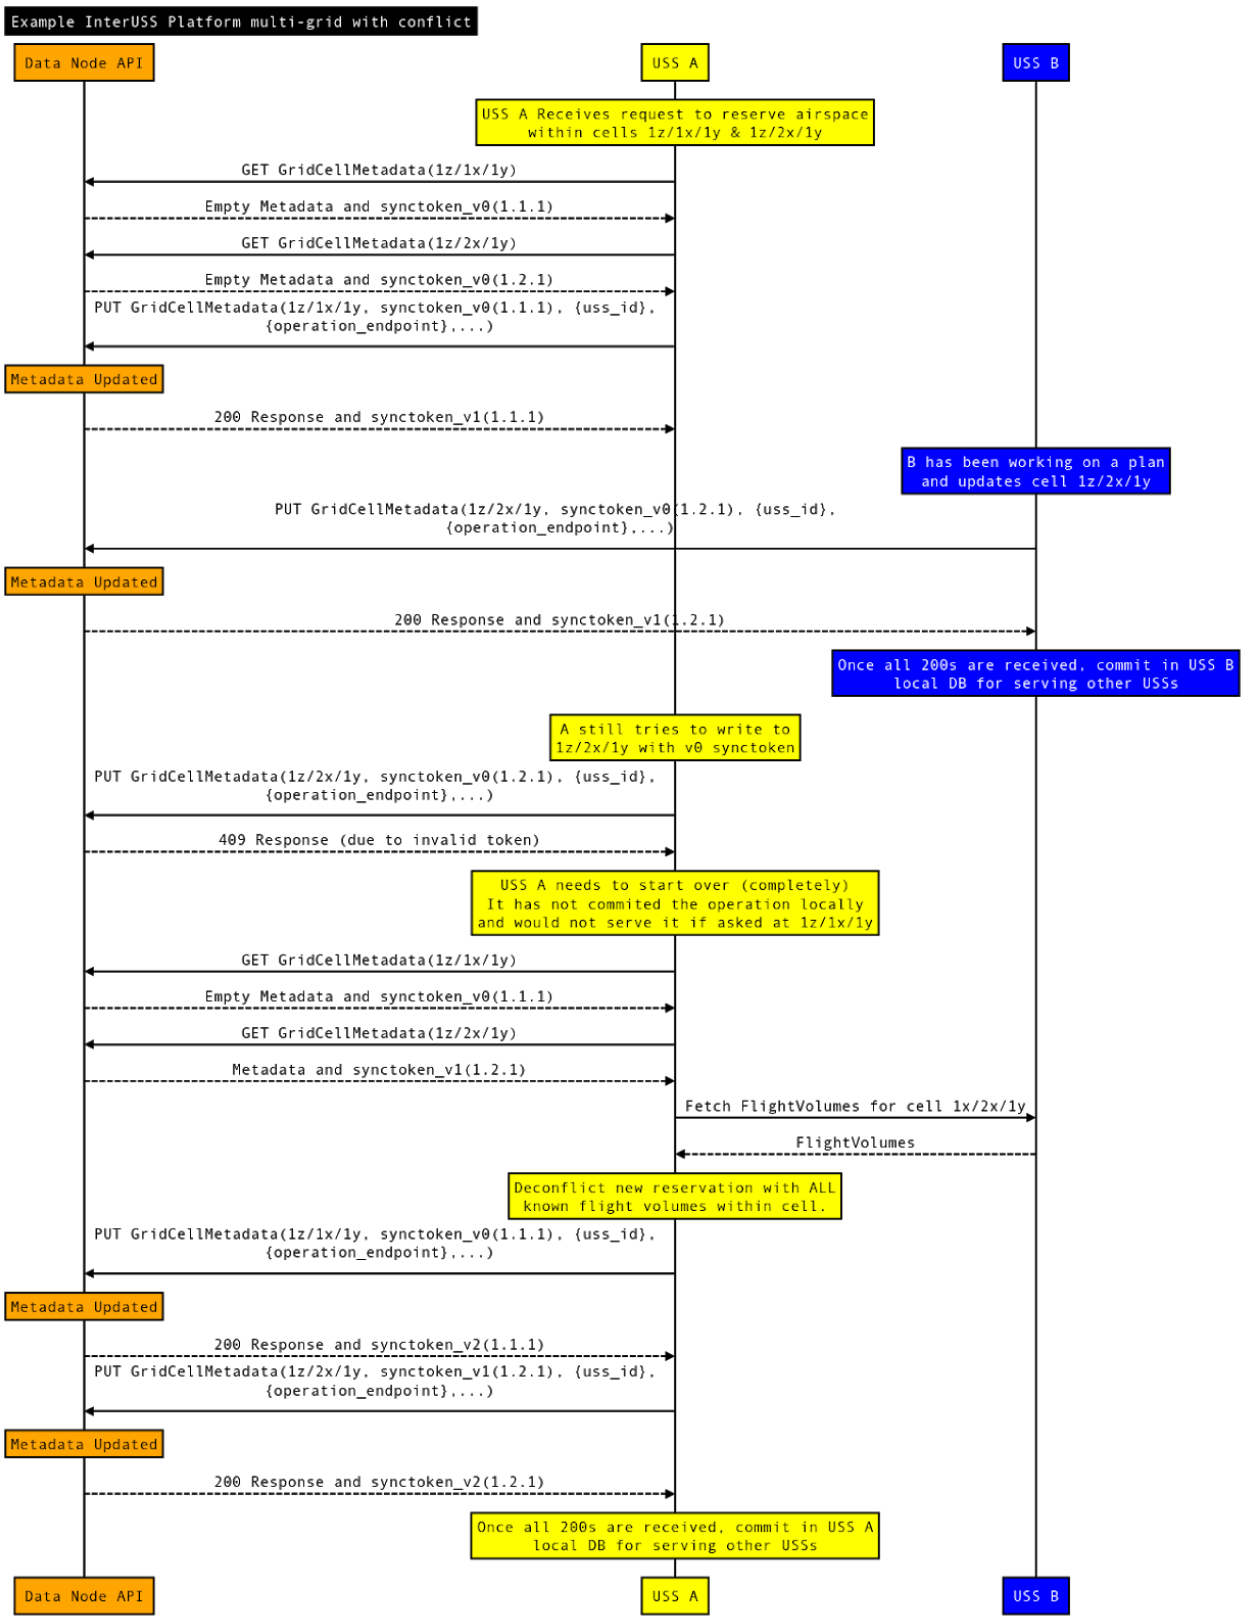 Example InterUSS Platform multi-grid with conflict
Data Node API
USS A
USS B
USS A Receives request to reserve airspace
within cells 1z/1x/1y & 1z/2x/1y
GET GridCellMetadata(1z/1x/1y)
Empty Metadata and synctoken_v0(1.1.1)
GET GridCellMetadata(1z/2x/1y)
Empty Metadata and synctoken_v0(1.2.1)
PUT GridCellMetadata(1z/1x/1y, synctoken_v0(1.1.1), {uss_id},
{operation_endpoint},...)
Metadata Updated
200 Response and synctoken_v1(1.1.1)
B has been working on a plan
and updates cell 1z/2x/1y
PUT GridCellMetadata(1z/2x/1y, synctoken_v0(1.2.1), {uss_id},
{operation_endpoint},...)
Metadata Updated
200 Response and synctoken_v1(1.2.1)
Once all 200s are received, commit in USS B
local DB for serving other USSs
A still tries to write to
1z/2x/1y with v0 synctoken
PUT GridCellMetadata(1z/2x/1y, synctoken_v0(1.2.1), {uss_id},
{operation_endpoint},...)
409 Response (due to invalid token)
USS A needs to start over (completely)
It has not commited the operation locally
and would not serve it if asked at 1z/1x/1y
GET GridCellMetadata(1z/1x/1y)
Empty Metadata and synctoken_v0(1.1.1)
GET GridCellMetadata(1z/2x/1y)
Metadata and synctoken_v1(1.2.1)
Fetch FlightVolumes for cell 1x/2x/1y
FlightVolumes
Deconflict new reservation with ALL
known flight volumes within cell.
PUT GridCellMetadata(1z/1x/1y, synctoken_v0(1.1.1), {uss_id},
{operation_endpoint},...)
Metadata Updated
200 Response and synctoken_v2(1.1.1)
PUT GridCellMetadata(1z/2x/1y, synctoken_v1(1.2.1), {uss_id},
{operation_endpoint},...)
Metadata Updated
200 Response and synctoken_v2(1.2.1)
Once all 200s are received, commit in USS A
local DB for serving other USSs
Data Node API
USS A
USS B